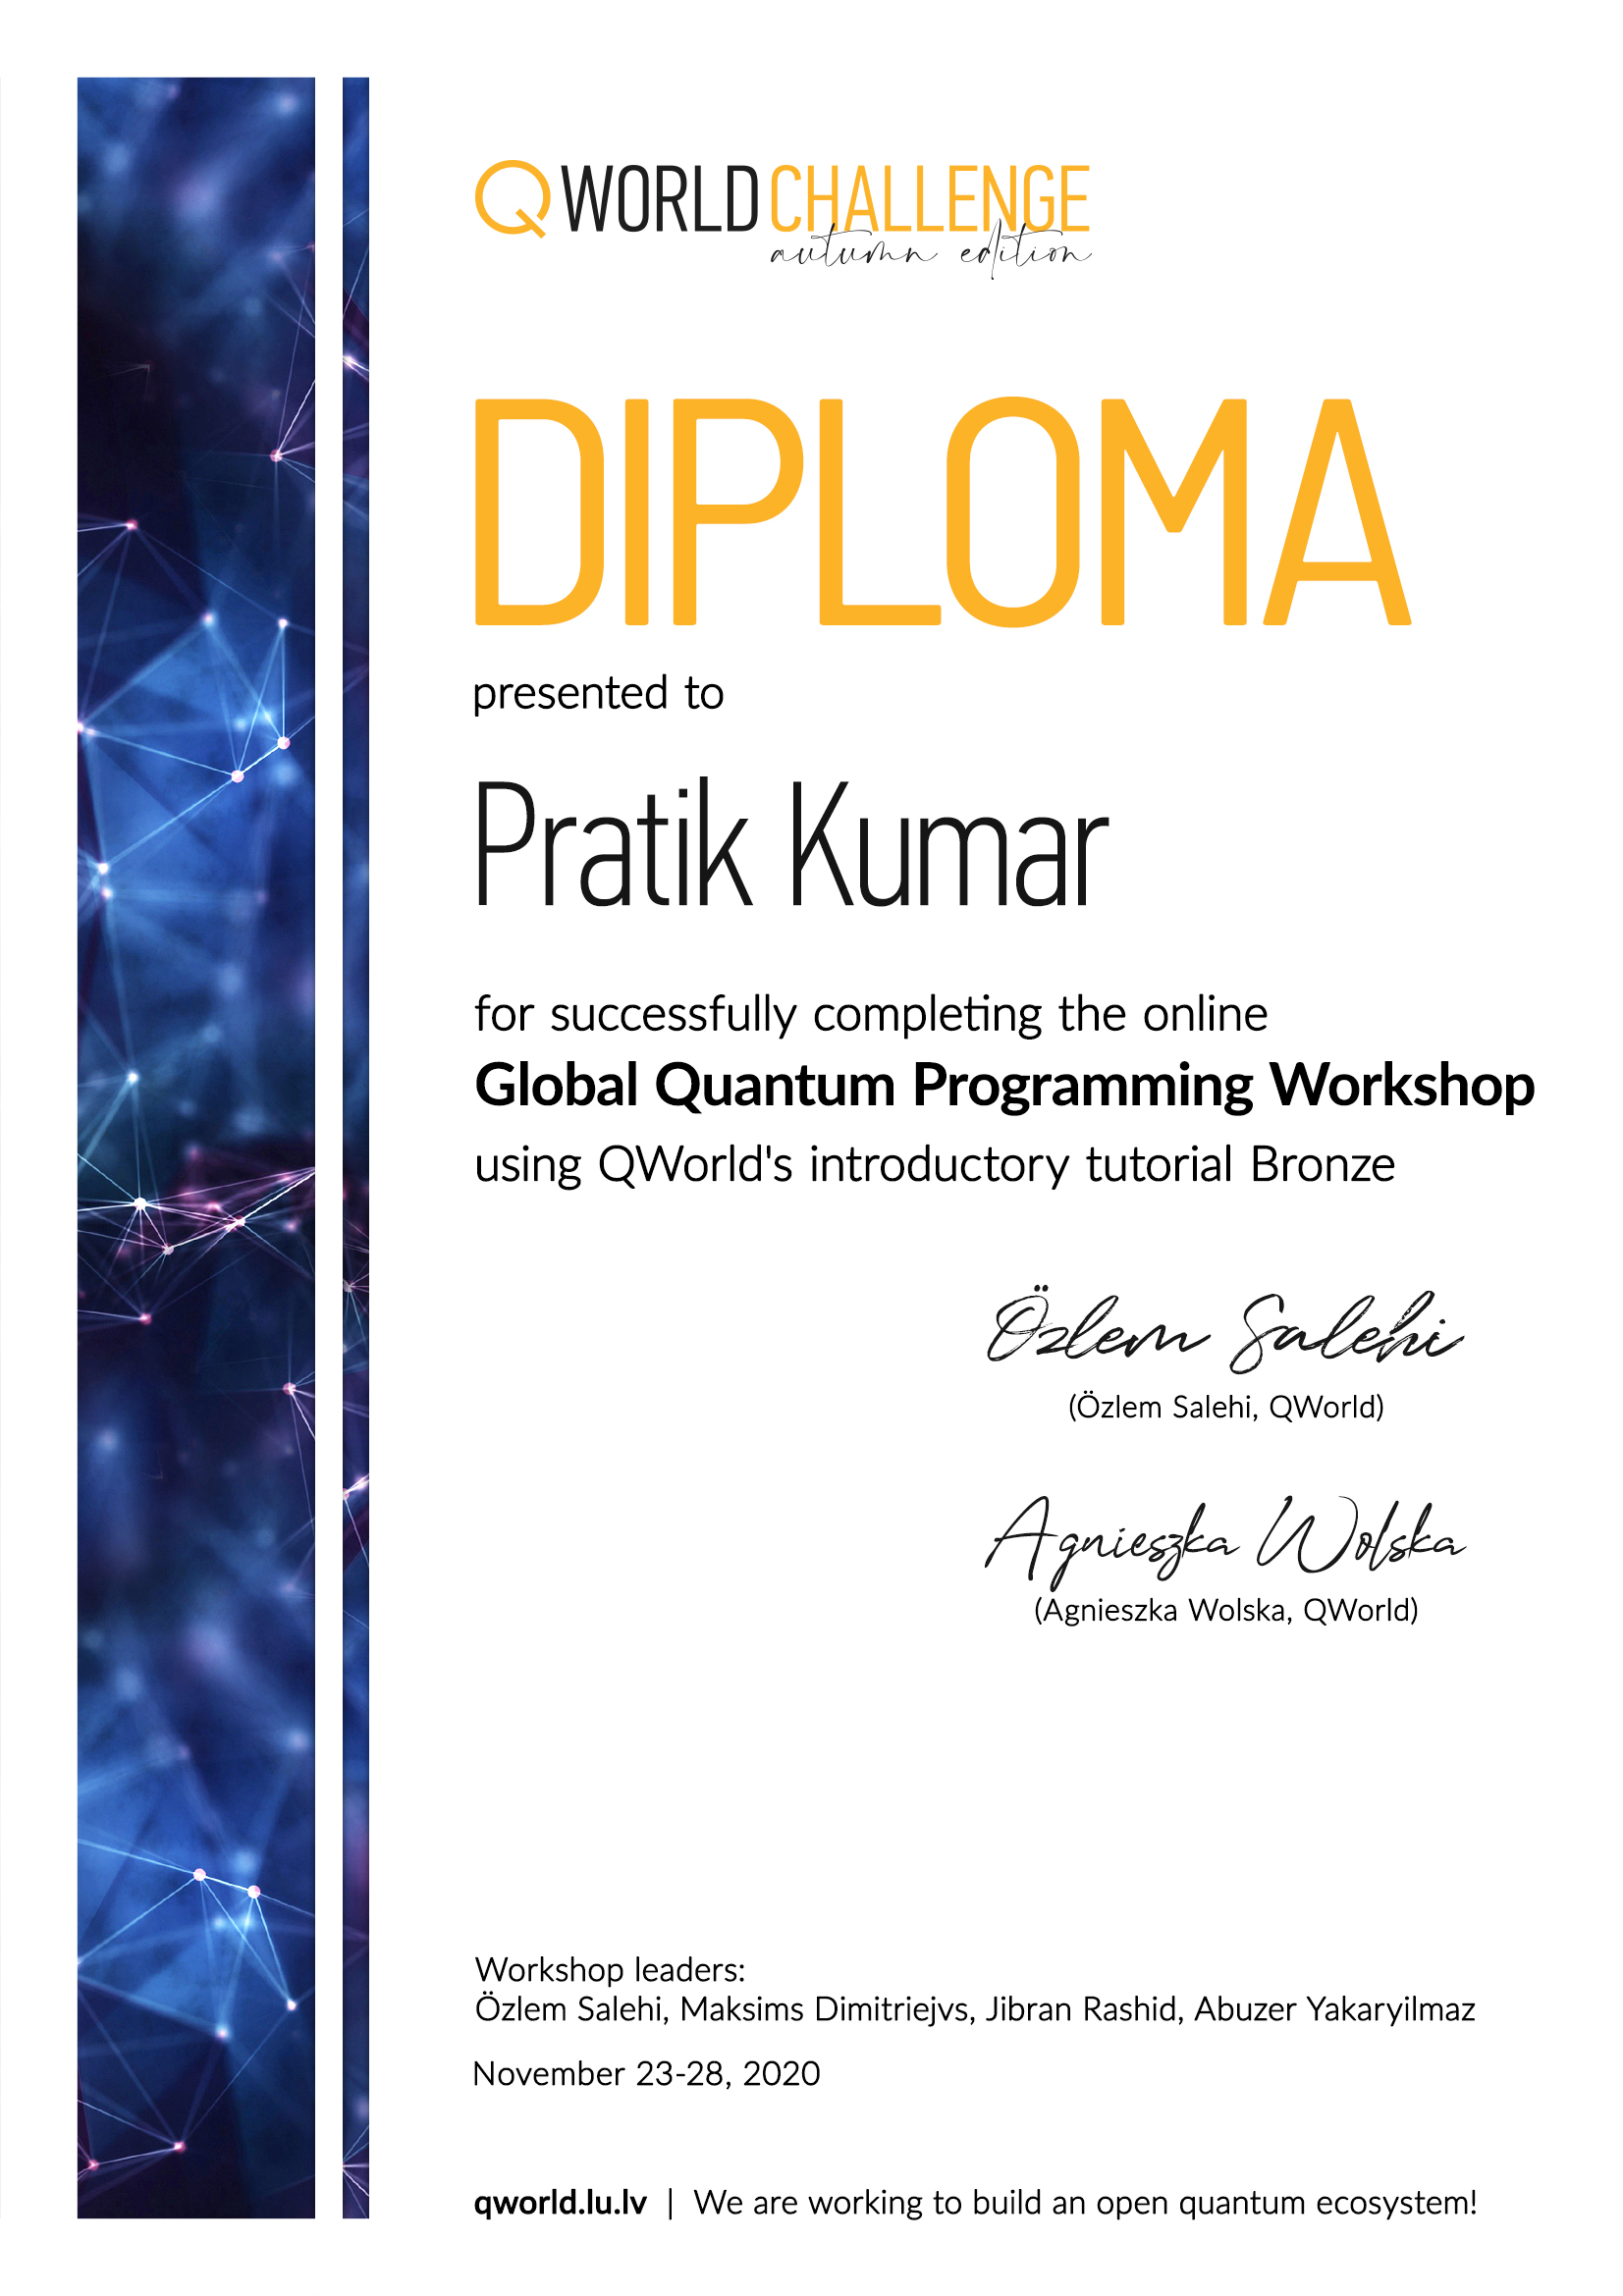 QWORLD CHALLENGE
autumn edition
DIPLOMA
presented to
Pratik Kumar
for successfully completing the online
Global Quantum Programming Workshop
using QWorld's introductory tutorial Bronze
Özlem Salehi
(Özlem Salehi, QWorld)
Agnieszka Wolska
(Agnieszka Wolska, QWorld)
Workshop leaders:
Özlem Salehi, Maksims Dimitriejvs, Jibran Rashid, Abuzer Yakaryilmaz
November 23-28, 2020
qworld.lu.lv | We are working to build an open quantum ecosystem!